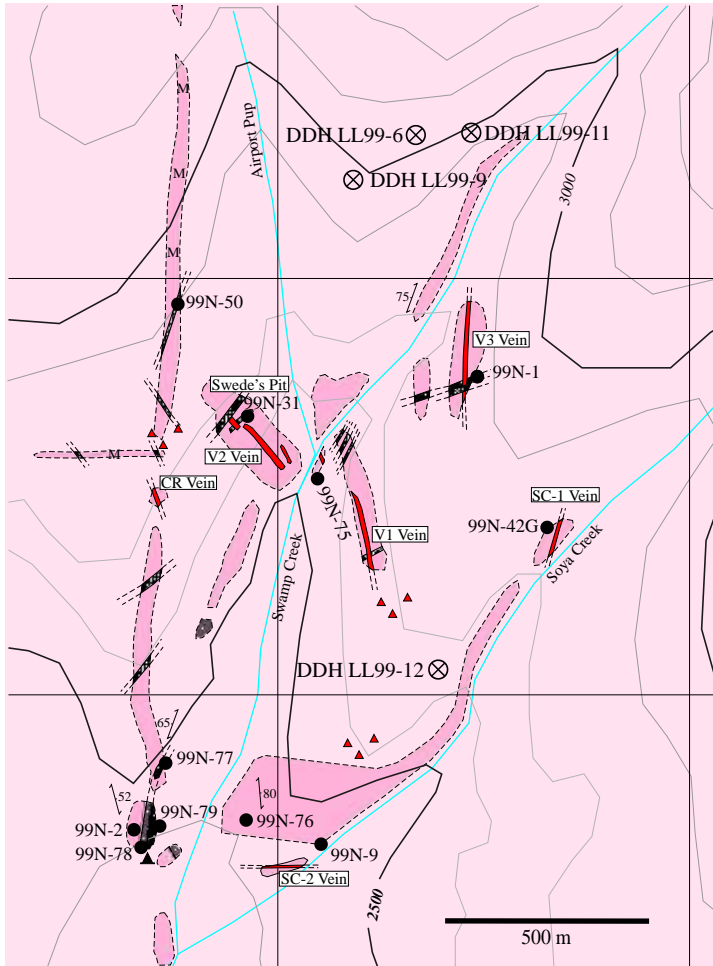 M
DDH LL99-6
DDH LL99-11
Airport Pup
M
DDH LL99-9
3000
M
75
99N-50
V3 Vein
Swede's Pit
99N-1
99N-31
M
V2 Vein
CR Vein
99N-75
SC-1 Vein
99N-42G
V1 Vein
Soya Creek
Swamp Creek
DDH LL99-12
65
99N-77
52
80
99N-79
99N-2
99N-76
99N-78
99N-9
SC-2 Vein
2500
500 m